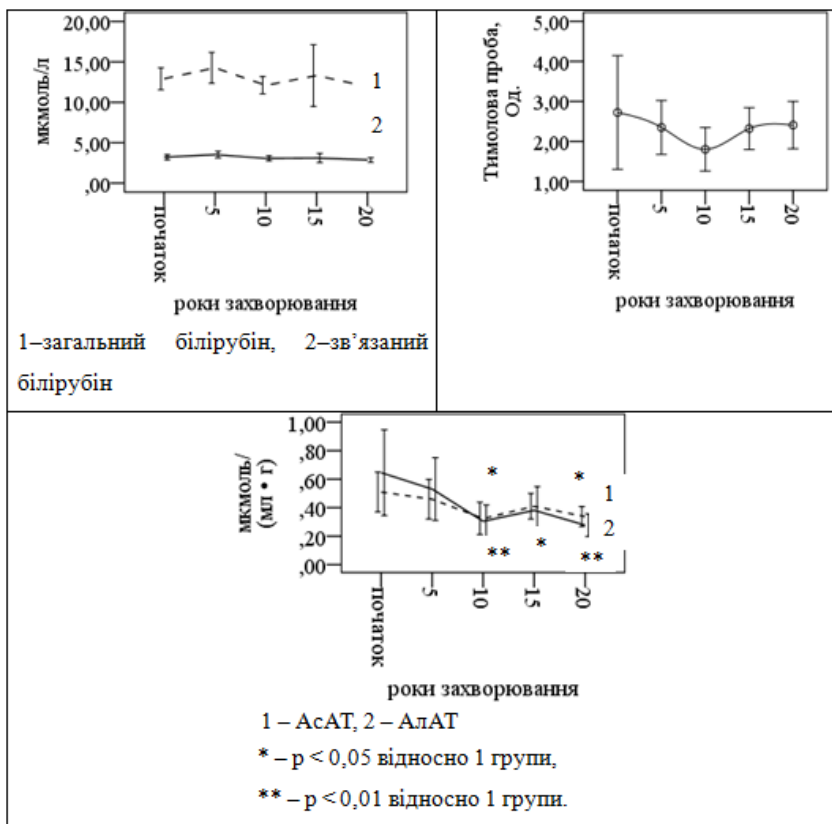 20,00
15,00
10,00
5,00
,00
мкмоль/л
1
2
початок
5
10
15
20
роки захворювання
1–загальний білірубін, 2–зв’язаний
білірубін
5,00
4,00
3,00
2,00
1,00
Тимолова проба,
Од.
початок
5
10
15
20
роки захворювання
1,00
,80
,60
,40
,20
,00
мкмоль/
(мл • г)
* *
1
2
** * **
початок
5
10
15
20
роки захворювання
1 – АсАТ, 2 – АлАТ
* – р < 0,05 відносно 1 групи,
** – р < 0,01 відносно 1 групи.